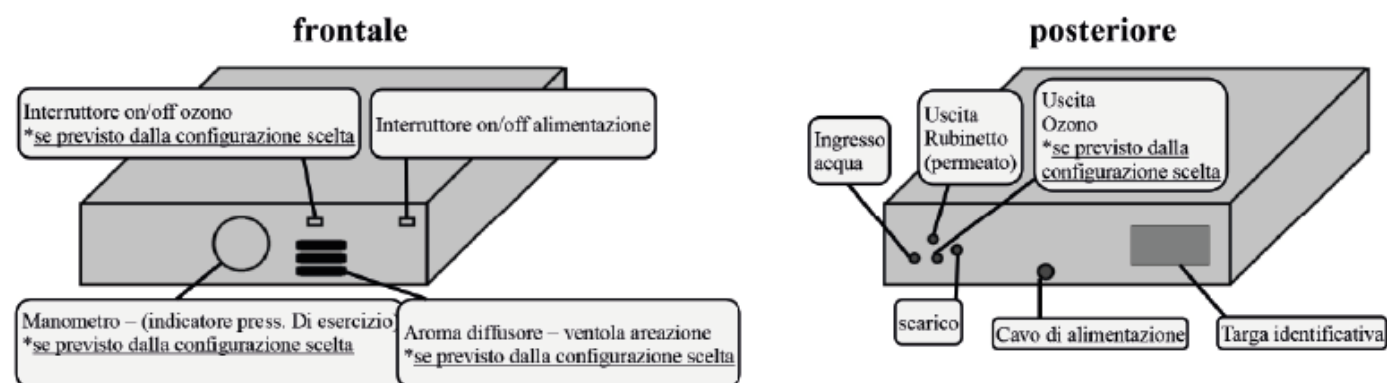 frontale
Interruttore on/off ozono
*se previsto dalla configurazione scelta
Interruttore on/off alimentazione
Manometro – (indicatore press. Di esercizio)
*se previsto dalla configurazione scelta
Aroma diffusore – ventola areazione
*se previsto dalla configurazione scelta
posteriore
Ingresso
acqua
Uscita
Rubinetto
(permeato)
Uscita
Ozono
*se previsto dalla
configurazione scelta
scarico
Cavo di alimentazione
Targa identificativa